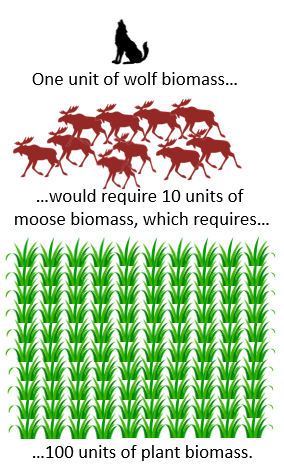 One unit of wolf biomass…
…would require 10 units of
moose biomass, which requires…
…100 units of plant biomass.